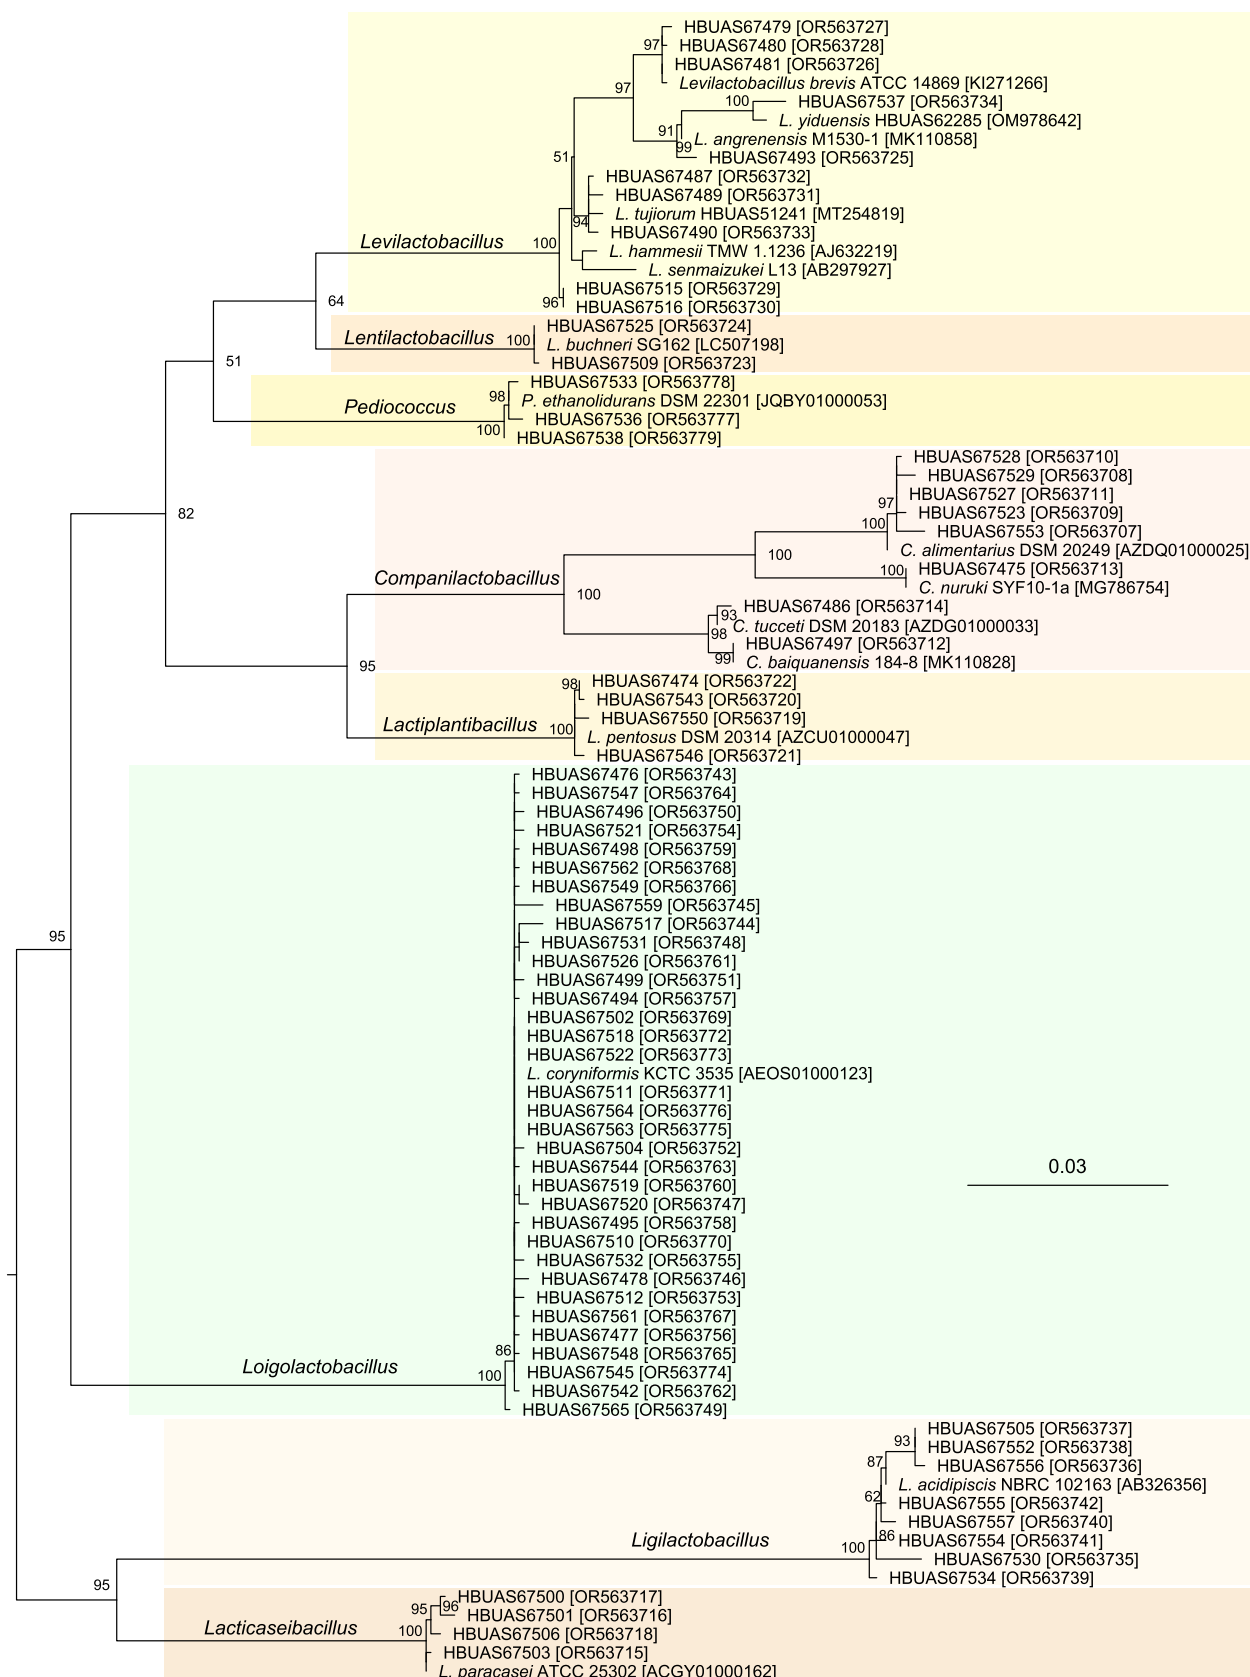 HBUAS67479 [OR563727]
97 HBUAS67480 [OR563728]
HBUAS67481 [OR563726]
Levilactobacillus brevis ATCC 14869 [KI271266]
97
100 HBUAS67537 [OR563734]
L. yiduensis HBUAS62285 [OM978642]
91 L. angrenensis M1530-1 [MK110858]
99 HBUAS67493 [OR563725]
51
HBUAS67487 [OR563732]
HBUAS67489 [OR563731]
L. tujiorum HBUAS51241 [MT254819]
94 HBUAS67490 [OR563733]
Levilactobacillus 100 L. hammesii TMW 1.1236 [AJ632219]
L. senmaizukei L13 [AB297927]
HBUAS67515 [OR563729]
64 96 HBUAS67516 [OR563730]
HBUAS67525 [OR563724]
Lentilactobacillus 100 L. buchneri SG162 [LC507198]
51 HBUAS67509 [OR563723]
HBUAS67533 [OR563778]
98 P. ethanolidurans DSM 22301 [JQBY01000053]
Pediococcus HBUAS67536 [OR563777]
100 HBUAS67538 [OR563779]
HBUAS67528 [OR563710]
HBUAS67529 [OR563708]
97 HBUAS67527 [OR563711]
82 HBUAS67523 [OR563709]
100 HBUAS67553 [OR563707]
100 C. alimentarius DSM 20249 [AZDQ01000025]
100 HBUAS67475 [OR563713]
Companilactobacillus 100 C. nuruki SYF10-1a [MG786754]
93 HBUAS67486 [OR563714]
98 C. tucceti DSM 20183 [AZDG01000033]
HBUAS67497 [OR563712]
95 99 C. baiquanensis 184-8 [MK110828]
98 HBUAS67474 [OR563722]
HBUAS67543 [OR563720]
Lactiplantibacillus 100 HBUAS67550 [OR563719]
L. pentosus DSM 20314 [AZCU01000047]
HBUAS67546 [OR563721]
HBUAS67476 [OR563743]
HBUAS67547 [OR563764]
HBUAS67496 [OR563750]
HBUAS67521 [OR563754]
HBUAS67498 [OR563759]
HBUAS67562 [OR563768]
HBUAS67549 [OR563766]
HBUAS67559 [OR563745]
HBUAS67517 [OR563744]
95 HBUAS67531 [OR563748]
HBUAS67526 [OR563761]
HBUAS67499 [OR563751]
HBUAS67494 [OR563757]
HBUAS67502 [OR563769]
HBUAS67518 [OR563772]
HBUAS67522 [OR563773]
L. coryniformis KCTC 3535 [AEOS01000123]
HBUAS67511 [OR563771]
HBUAS67564 [OR563776]
HBUAS67563 [OR563775]
HBUAS67504 [OR563752]
HBUAS67544 [OR563763]
0.03
HBUAS67519 [OR563760]
HBUAS67520 [OR563747]
HBUAS67495 [OR563758]
HBUAS67510 [OR563770]
HBUAS67532 [OR563755]
HBUAS67478 [OR563746]
HBUAS67512 [OR563753]
HBUAS67561 [OR563767]
HBUAS67477 [OR563756]
86 HBUAS67548 [OR563765]
Loigolactobacillus 100 HBUAS67545 [OR563774]
HBUAS67542 [OR563762]
HBUAS67565 [OR563749]
HBUAS67505 [OR563737]
93 HBUAS67552 [OR563738]
87 HBUAS67556 [OR563736]
L. acidipiscis NBRC 102163 [AB326356]
62 HBUAS67555 [OR563742]
HBUAS67557 [OR563740]
Ligilactobacillus 100 86 HBUAS67554 [OR563741]
HBUAS67530 [OR563735]
HBUAS67534 [OR563739]
95
HBUAS67500 [OR563717]
95 96 HBUAS67501 [OR563716]
Lacticaseibacillus 100 HBUAS67506 [OR563718]
HBUAS67503 [OR563715]
L. paracasei ATCC 25302 [ACGY01000162]